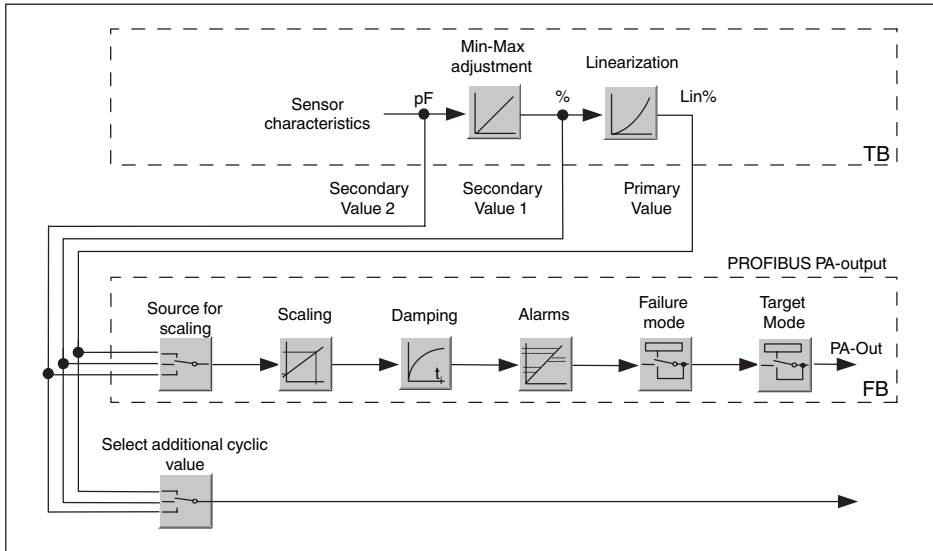 Min-Max
adjustment
Linearization
Sensor
characteristics
pF
%
Lin%
TB
Secondary
Value 2
Secondary
Value 1
Primary
Value
PROFIBUS PA-output
Source for
scaling
Scaling
Damping
Alarms
Failure
mode
Target
Mode
t
PA-Out
FB
Select additional cyclic
value